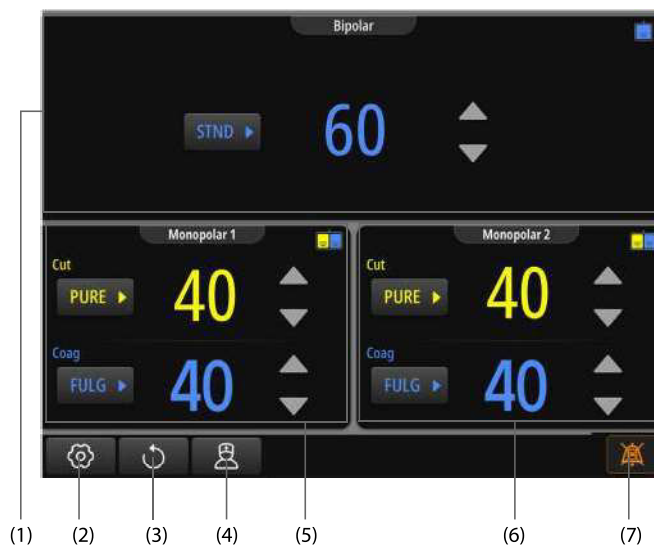 Bipolar
STND
60
Monopolar 1
Cut
PURE
40
Coag
FULG
40
Monopolar 2
Cut
PURE
40
Coag
FULG
40
(1) (2) (3) (4) (5) (6) (7)